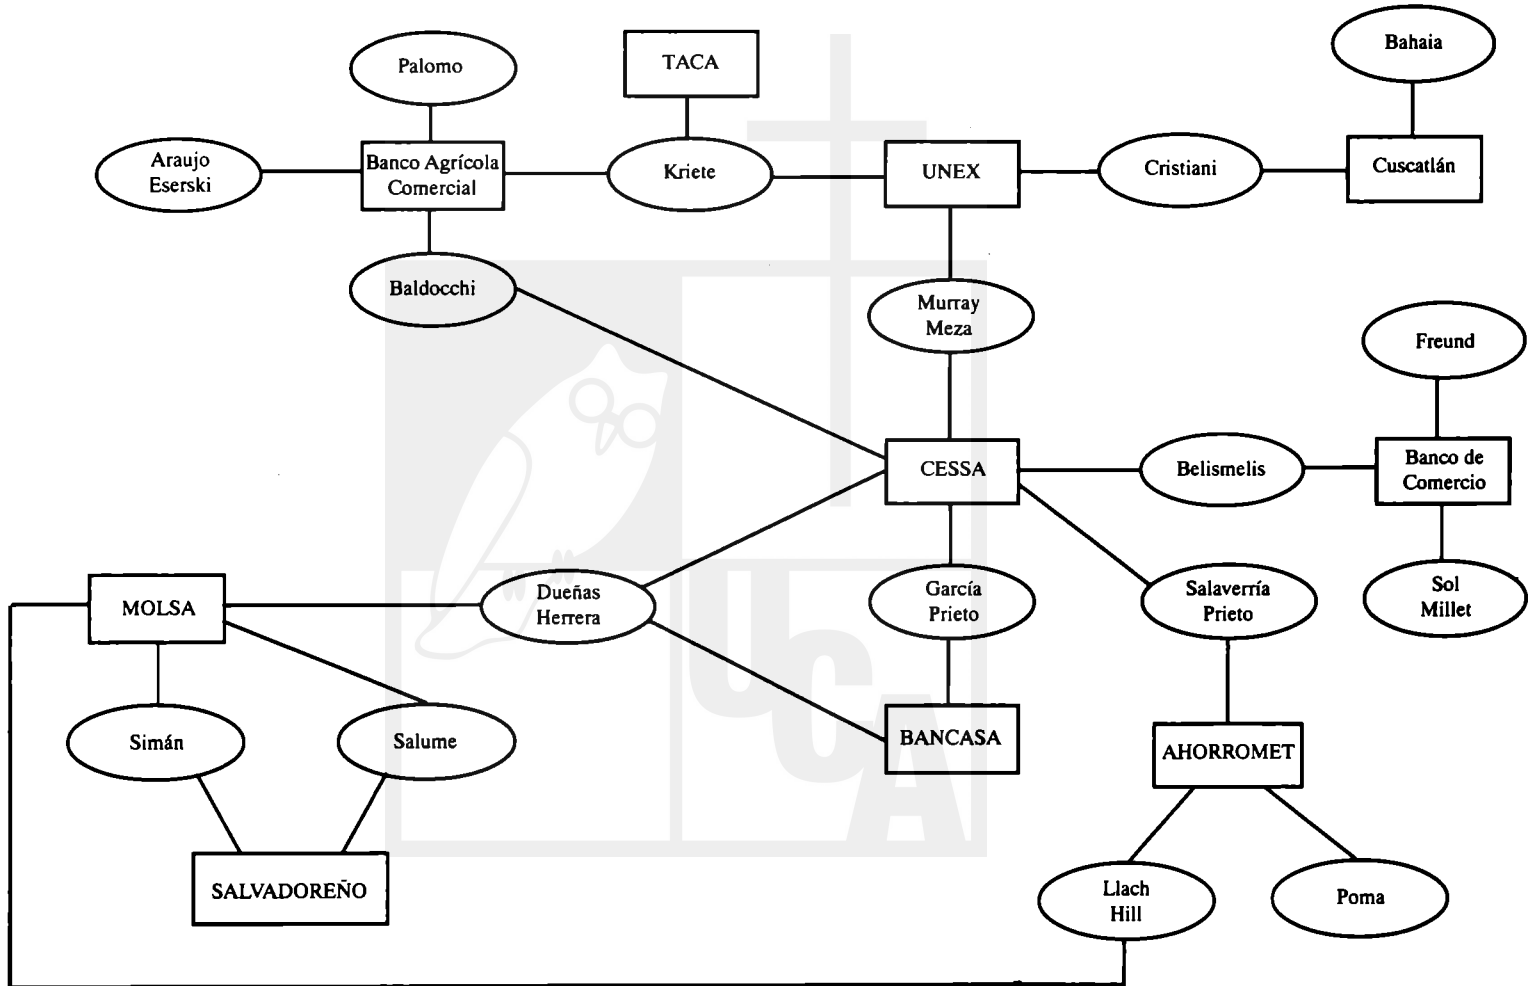 Bahaia
Palomo
TACA
Araujo
Eserski
Banco Agrícola
Comercial
Kriete
UNEX
Cristiani
Cuscatlán
Baldocchi
Murray
Meza
Freund
CESSA
Belismelis
Banco de
Comercio
MOLSA
Dueñas
Herrera
García
Prieto
Salaverría
Prieto
Sol
Millet
Simán
Salume
BANCASA
AHORROMET
SALVADOREÑO
Llach
Hill
Poma
UCA